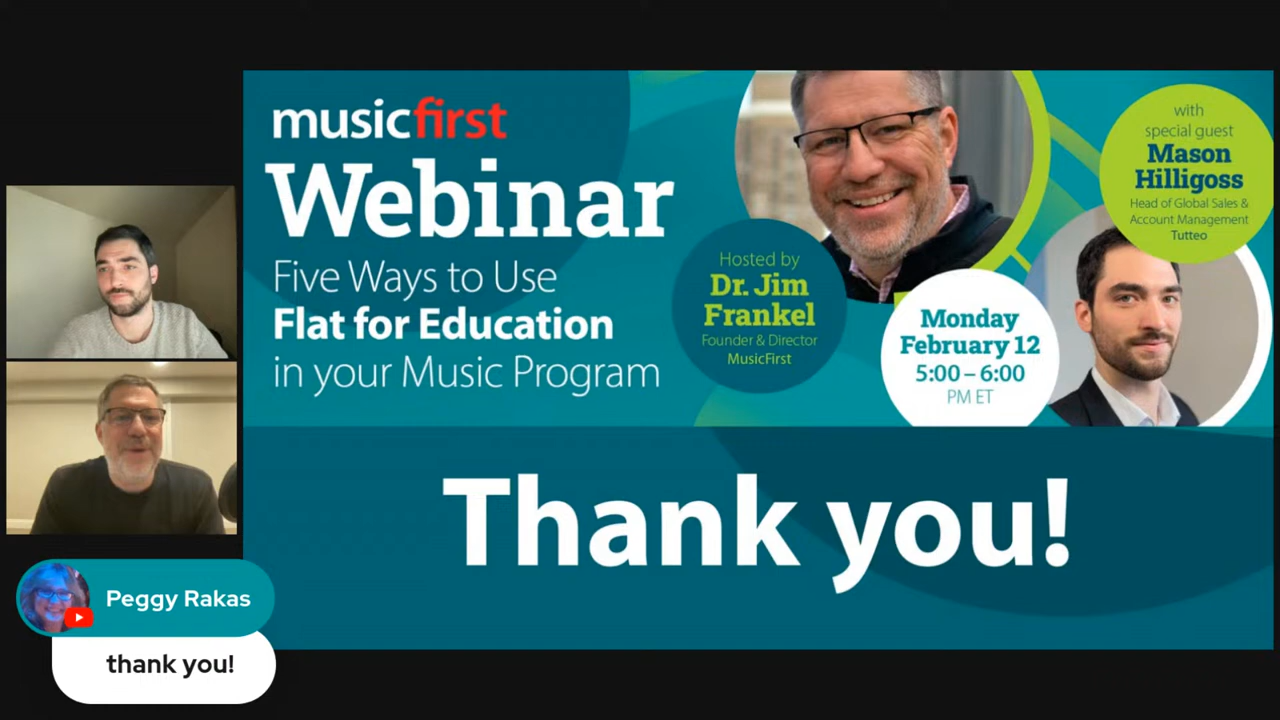 musicfirst
Webinar
Five Ways to Use
Flat for Education
in your Music Program
Hosted by
Dr. Jim
Frankel
Founder & Director
MusicFirst
Monday
February 12
5:00 – 6:00
PM ET
with
special guest
Mason
Hilligoss
Head of Global Sales &
Account Management
Tutteo
Thank you!
Peggy Rakas
thank you!